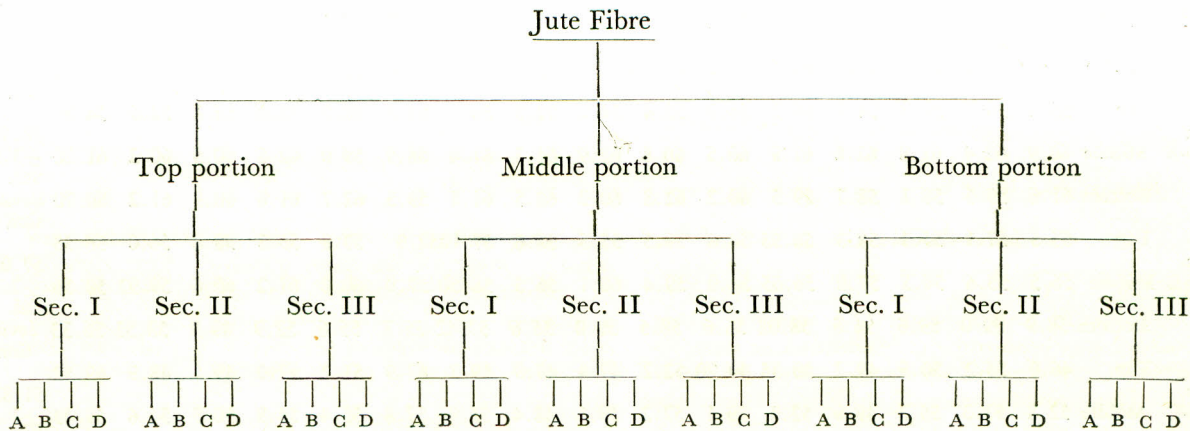 Jute Fibre
Top portion Middle portion Bottom portion
Sec. I Sec. II Sec. III Sec. I Sec. II Sec. III Sec. I Sec. II Sec. III
A B C D A B C D A B C D A B C D A B C D A B C D A B C D A B C D A B C D